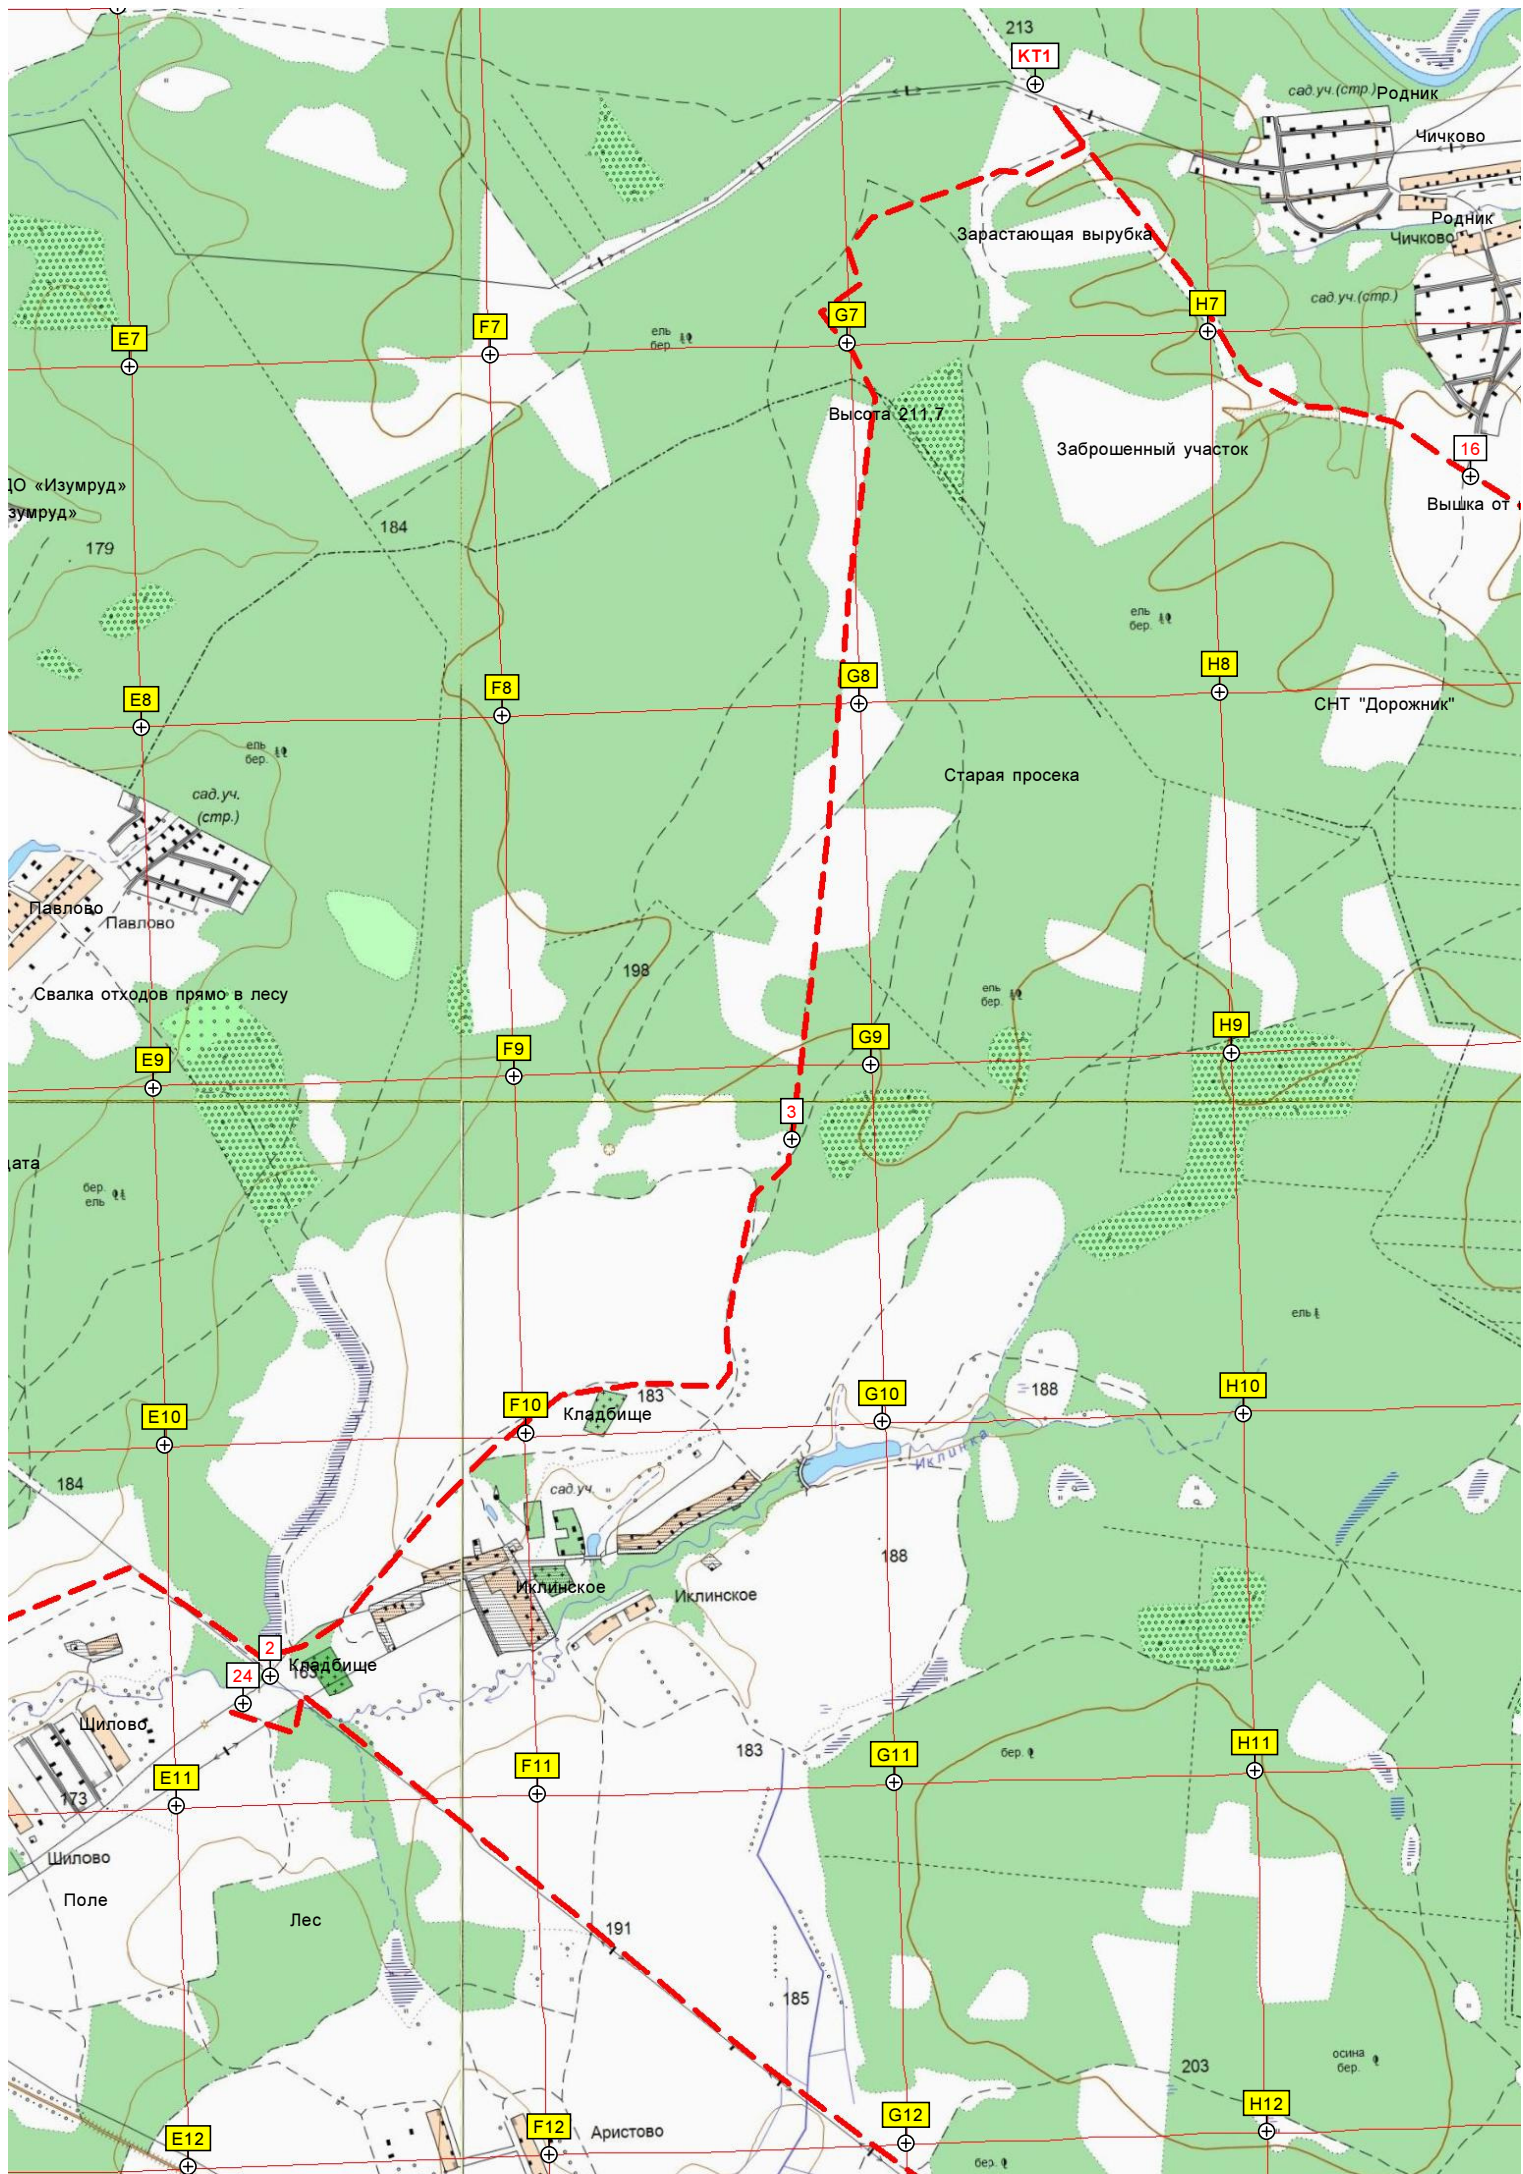 213
КТ1
сад.уч.(стр.)
Родник
Чичково
Родник
Чичково
Зарастающая вырубка
сад.уч.(стр.)
H7
G7
F7
E7
ель
бер.
Высота 211,7
Заброшенный участок
16
Вышка от
ДО «Изумруд»
зумруд»
184
179
ель
бер.
H8
G8
F8
E8
СНТ "Дорожник"
ель
бер.
Старая просека
сад.уч.
(стр.)
Павлово
Павлово
198
Свалка отходов прямо в лесу
ель
бер.
H9
G9
F9
E9
3
дата
бер.
ель
ель
188
183
H10
G10
F10
E10
Кладбище
Иклинка
184
сад.уч.
188
Иклинское
Иклинское
2
Кладбище
24
165
Шилово
183
бер.
H11
G11
F11
E11
173
Шилово
Поле
Лес
191
185
203
осина
бер.
H12
G12
F12
E12
Аристово
бер.